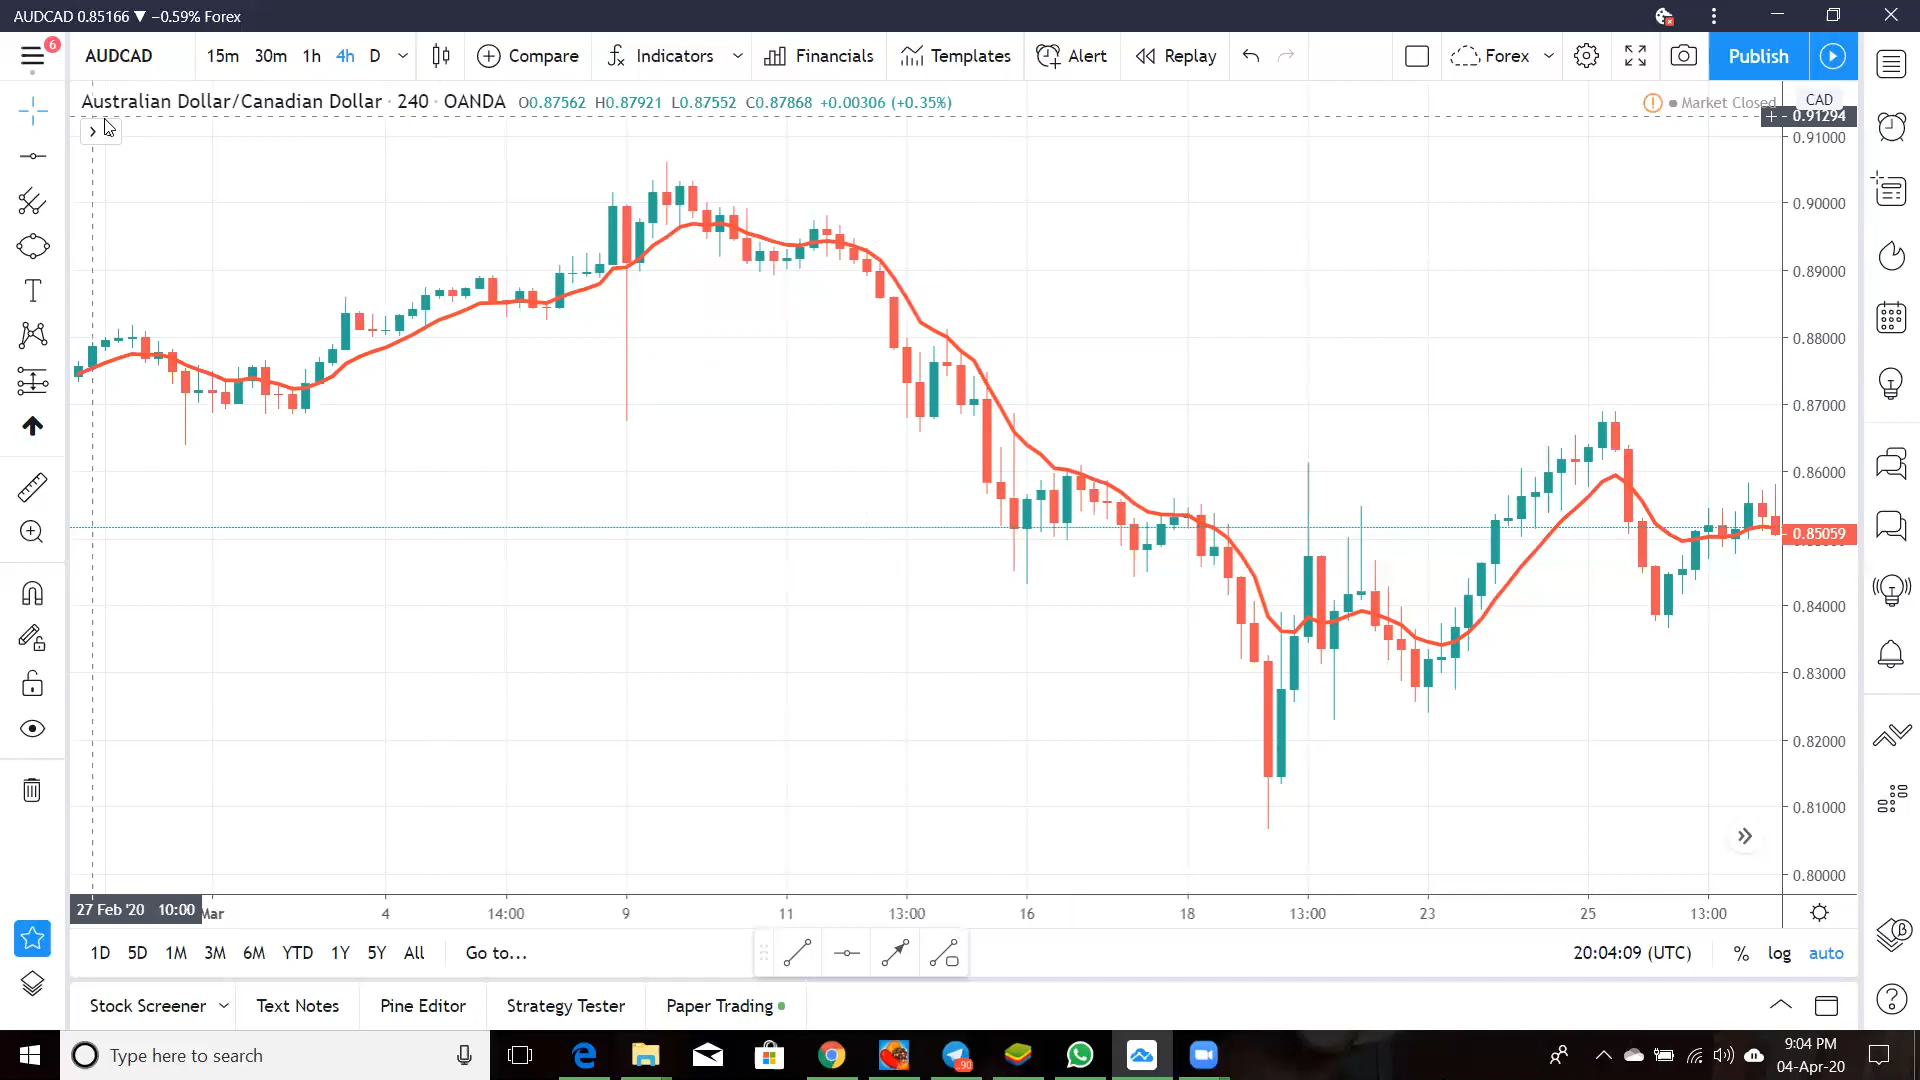 AUDCAD 0.85166 ▼ −0.59% Forex
6
AUDCAD 15m 30m 1h 4h D Compare Indicators Financials Templates Alert Replay Forex Publish
Australian Dollar/Canadian Dollar · 240 · OANDA O0.87562 H0.87921 L0.87552 C0.87868 +0.00306 (+0.35%)
Market Closed
CAD
0.91294
0.91000
0.90000
0.89000
0.88000
0.87000
0.86000
0.85059
0.84000
0.83000
0.82000
0.81000
0.80000
27 Feb '20 10:00 Mar 4 14:00 9 11 13:00 16 18 13:00 23 25 13:00
1D 5D 1M 3M 6M YTD 1Y 5Y All Go to... 20:04:09 (UTC) % log auto
Stock Screener Text Notes Pine Editor Strategy Tester Paper Trading
Type here to search
90
9:04 PM
04-Apr-20